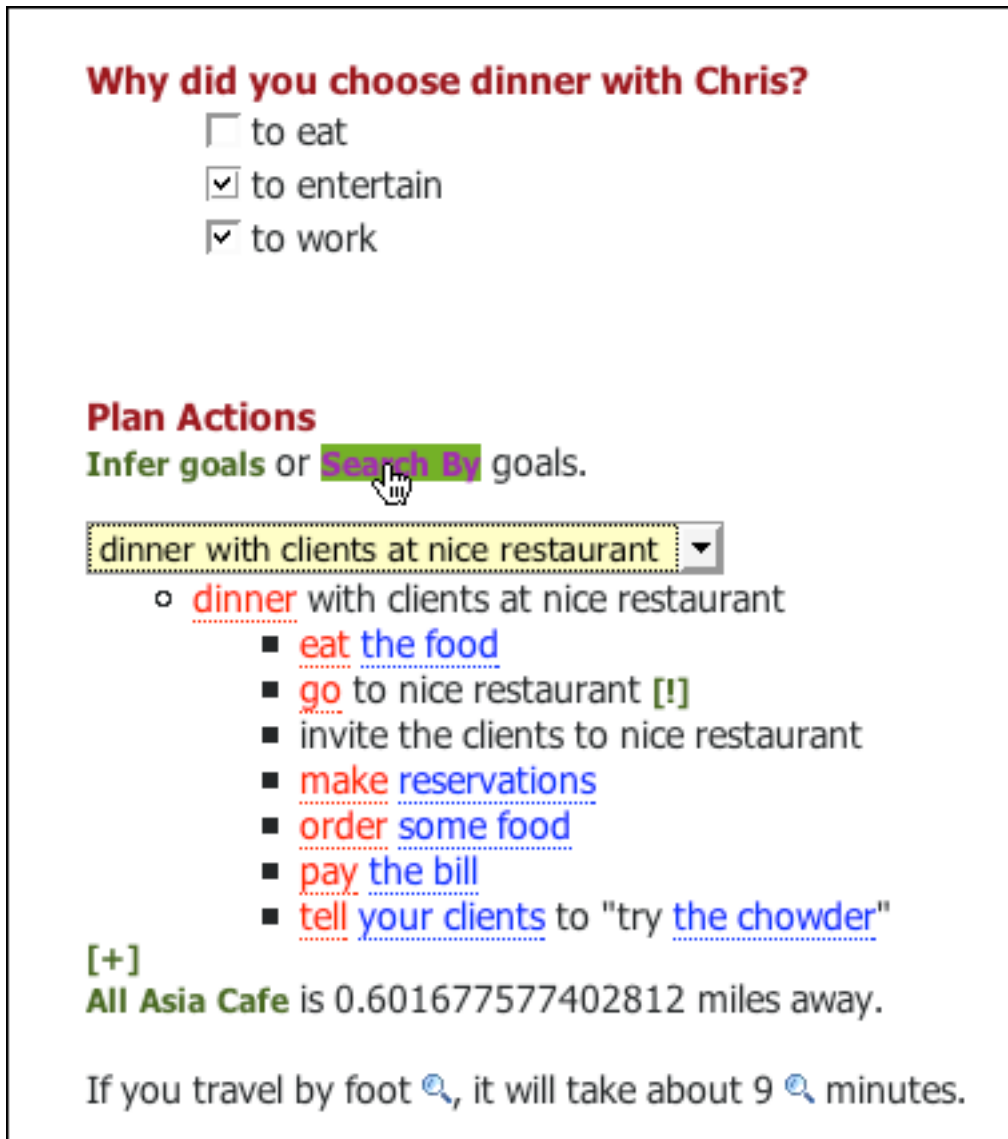 Why did you choose dinner with Chris?
to eat
to entertain
to work
Plan Actions
Infer goals or Search By goals.
dinner with clients at nice restaurant
dinner with clients at nice restaurant
eat the food
go to nice restaurant [!]
invite the clients to nice restaurant
make reservations
order some food
pay the bill
tell your clients to "try the chowder"
[+]
All Asia Cafe is 0.601677577402812 miles away.
If you travel by foot , it will take about 9 minutes.